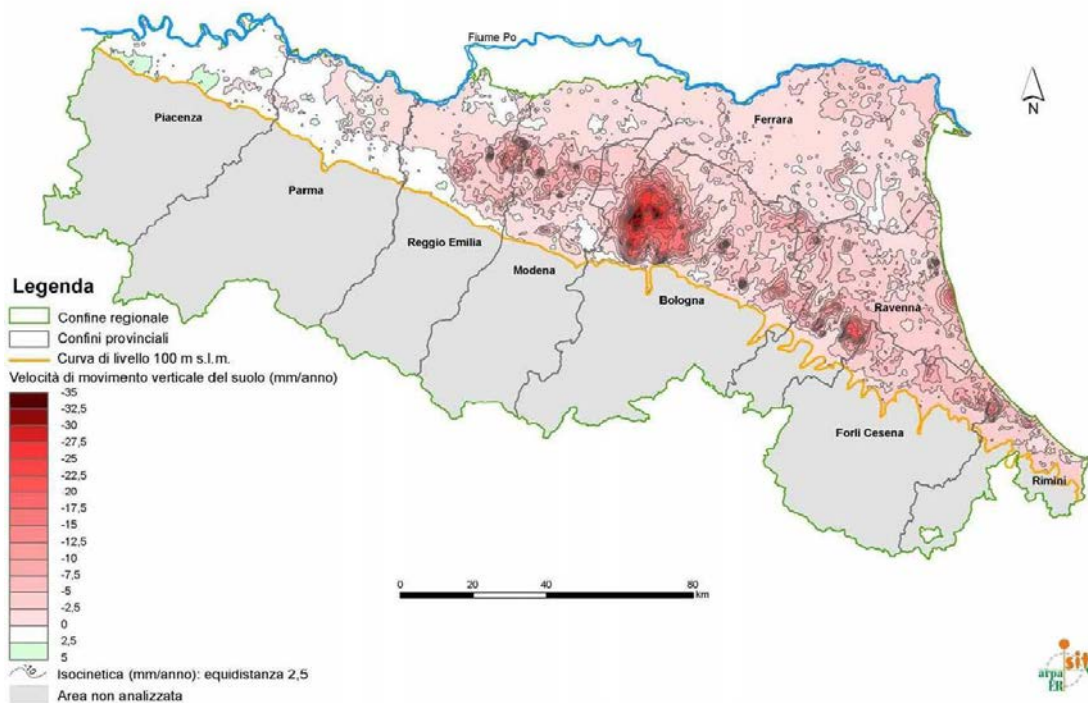 Fiume Po
N
Piacenza
Ferrara
Parma
Reggio Emilia
Modena
Bologna
Ravenna
Forlì Cesena
Rimini
Legenda
Confine regionale
Confini provinciali
Curva di livello 100 m s.l.m.
Velocità di movimento verticale del suolo (mm/anno)
-35
-32,5
-30
-27,5
-25
-22,5
-20
-17,5
-15
-12,5
-10
-7,5
-5
-2,5
0
2,5
5
Isocinetica (mm/anno): equidistanza 2,5
Area non analizzata
0 20 40 80
km
arpa
ER